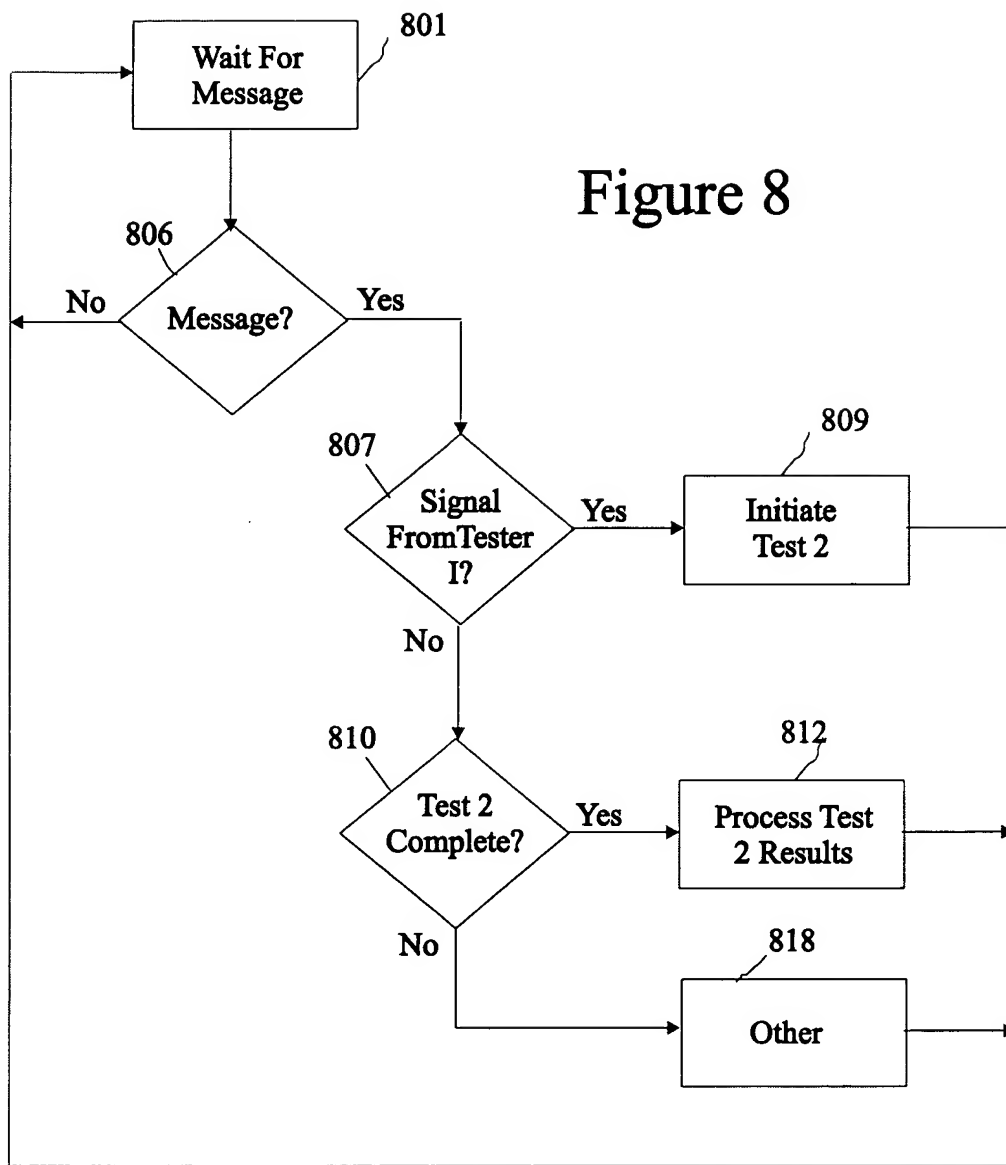 801
Wait For
Message
Figure 8
806
No
Yes
Message?
809
807
Signal
FromTester
I?
Yes
Initiate
Test 2
No
810
812
Test 2
Complete?
Yes
Process Test
2 Results
No
818
Other